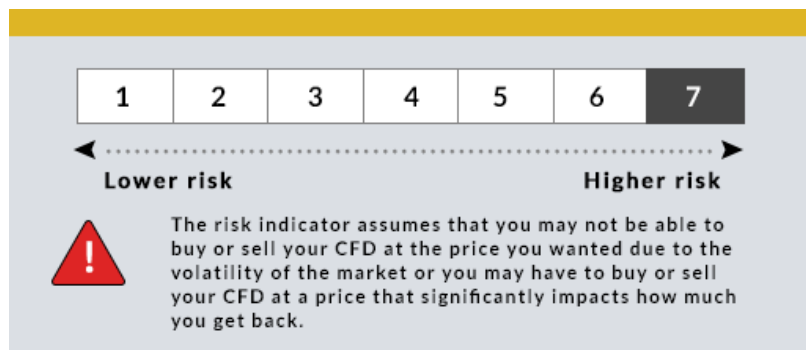 1 2 3 4 5 6 7
Lower risk Higher risk
!
The risk indicator assumes that you may not be able to
buy or sell your CFD at the price you wanted due to the
volatility of the market or you may have to buy or sell
your CFD at a price that significantly impacts how much
you get back.